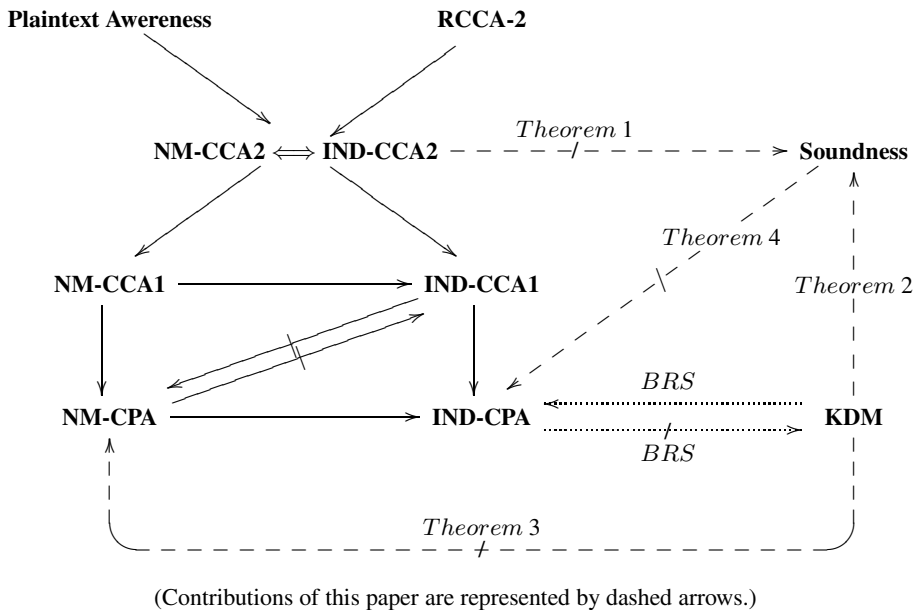 Plaintext Awereness RCCA-2
Theorem 1
NM-CCA2 IND-CCA2 Soundness
Theorem 4
NM-CCA1 IND-CCA1 Theorem 2
BRS
NM-CPA IND-CPA KDM
BRS
Theorem 3
(Contributions of this paper are represented by dashed arrows.)